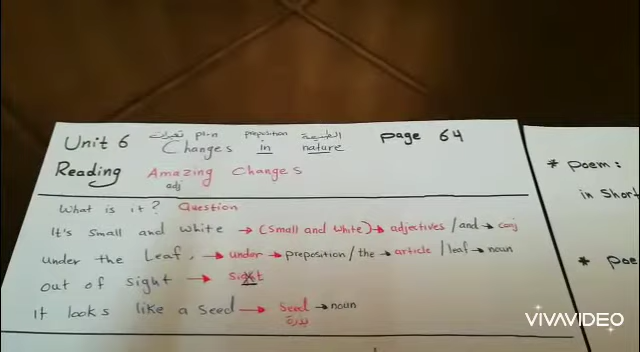 تغيرات pl-n preposition الطبيعة
Unit 6 Changes in nature page 64
Reading Amazing Changes
adj
What is it? Question
It's small and white → (small and white) → adjectives / and → conj
under the leaf, → under → preposition / the → article / leaf → noun
out of sight → sight
It looks like a seed → seed → noun
بذرة
* poem:
in short
* poe
VIVAVIDEO